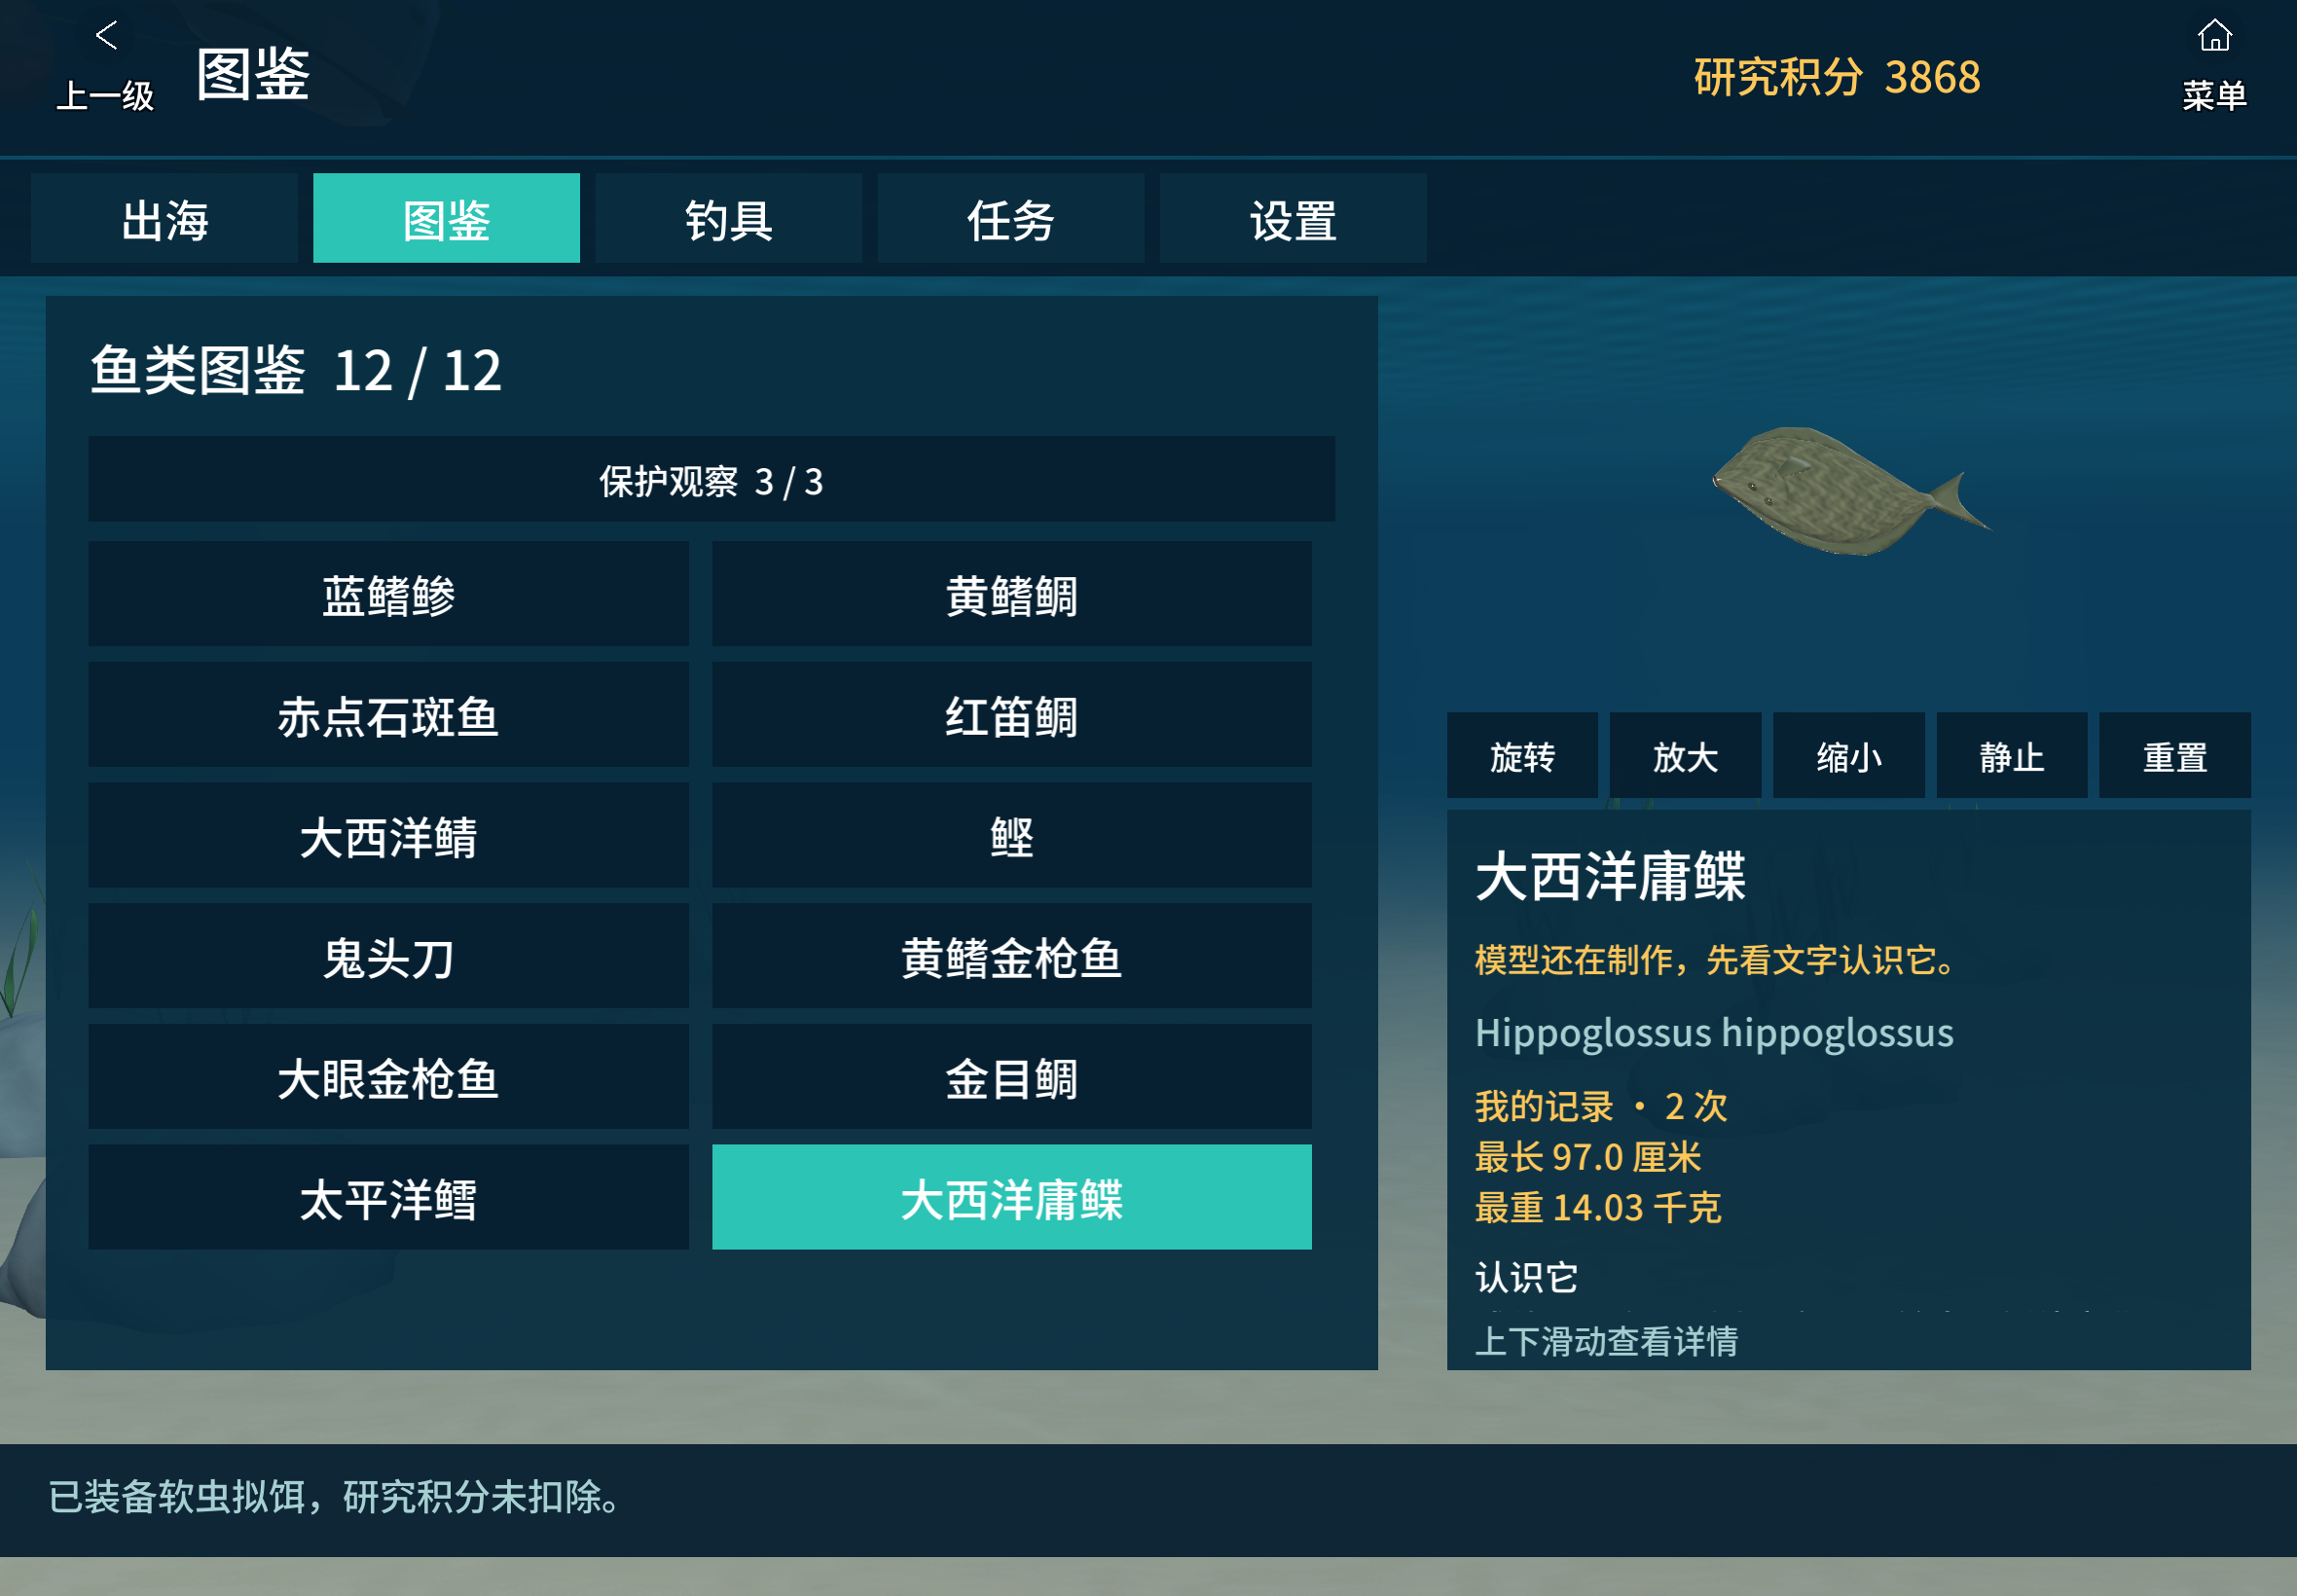 上一级
图鉴
研究积分 3868
菜单
出海
图鉴
钓具
任务
设置
鱼类图鉴 12 / 12
保护观察 3 / 3
蓝鳍鲹
黄鳍鲷
赤点石斑鱼
红笛鲷
大西洋鲭
鲣
鬼头刀
黄鳍金枪鱼
大眼金枪鱼
金目鲷
太平洋鳕
大西洋庸鲽
旋转
放大
缩小
静止
重置
大西洋庸鲽
模型还在制作，先看文字认识它。
Hippoglossus hippoglossus
我的记录 · 2 次
最长 97.0 厘米
最重 14.03 千克
认识它
上下滑动查看详情
已装备软虫拟饵，研究积分未扣除。